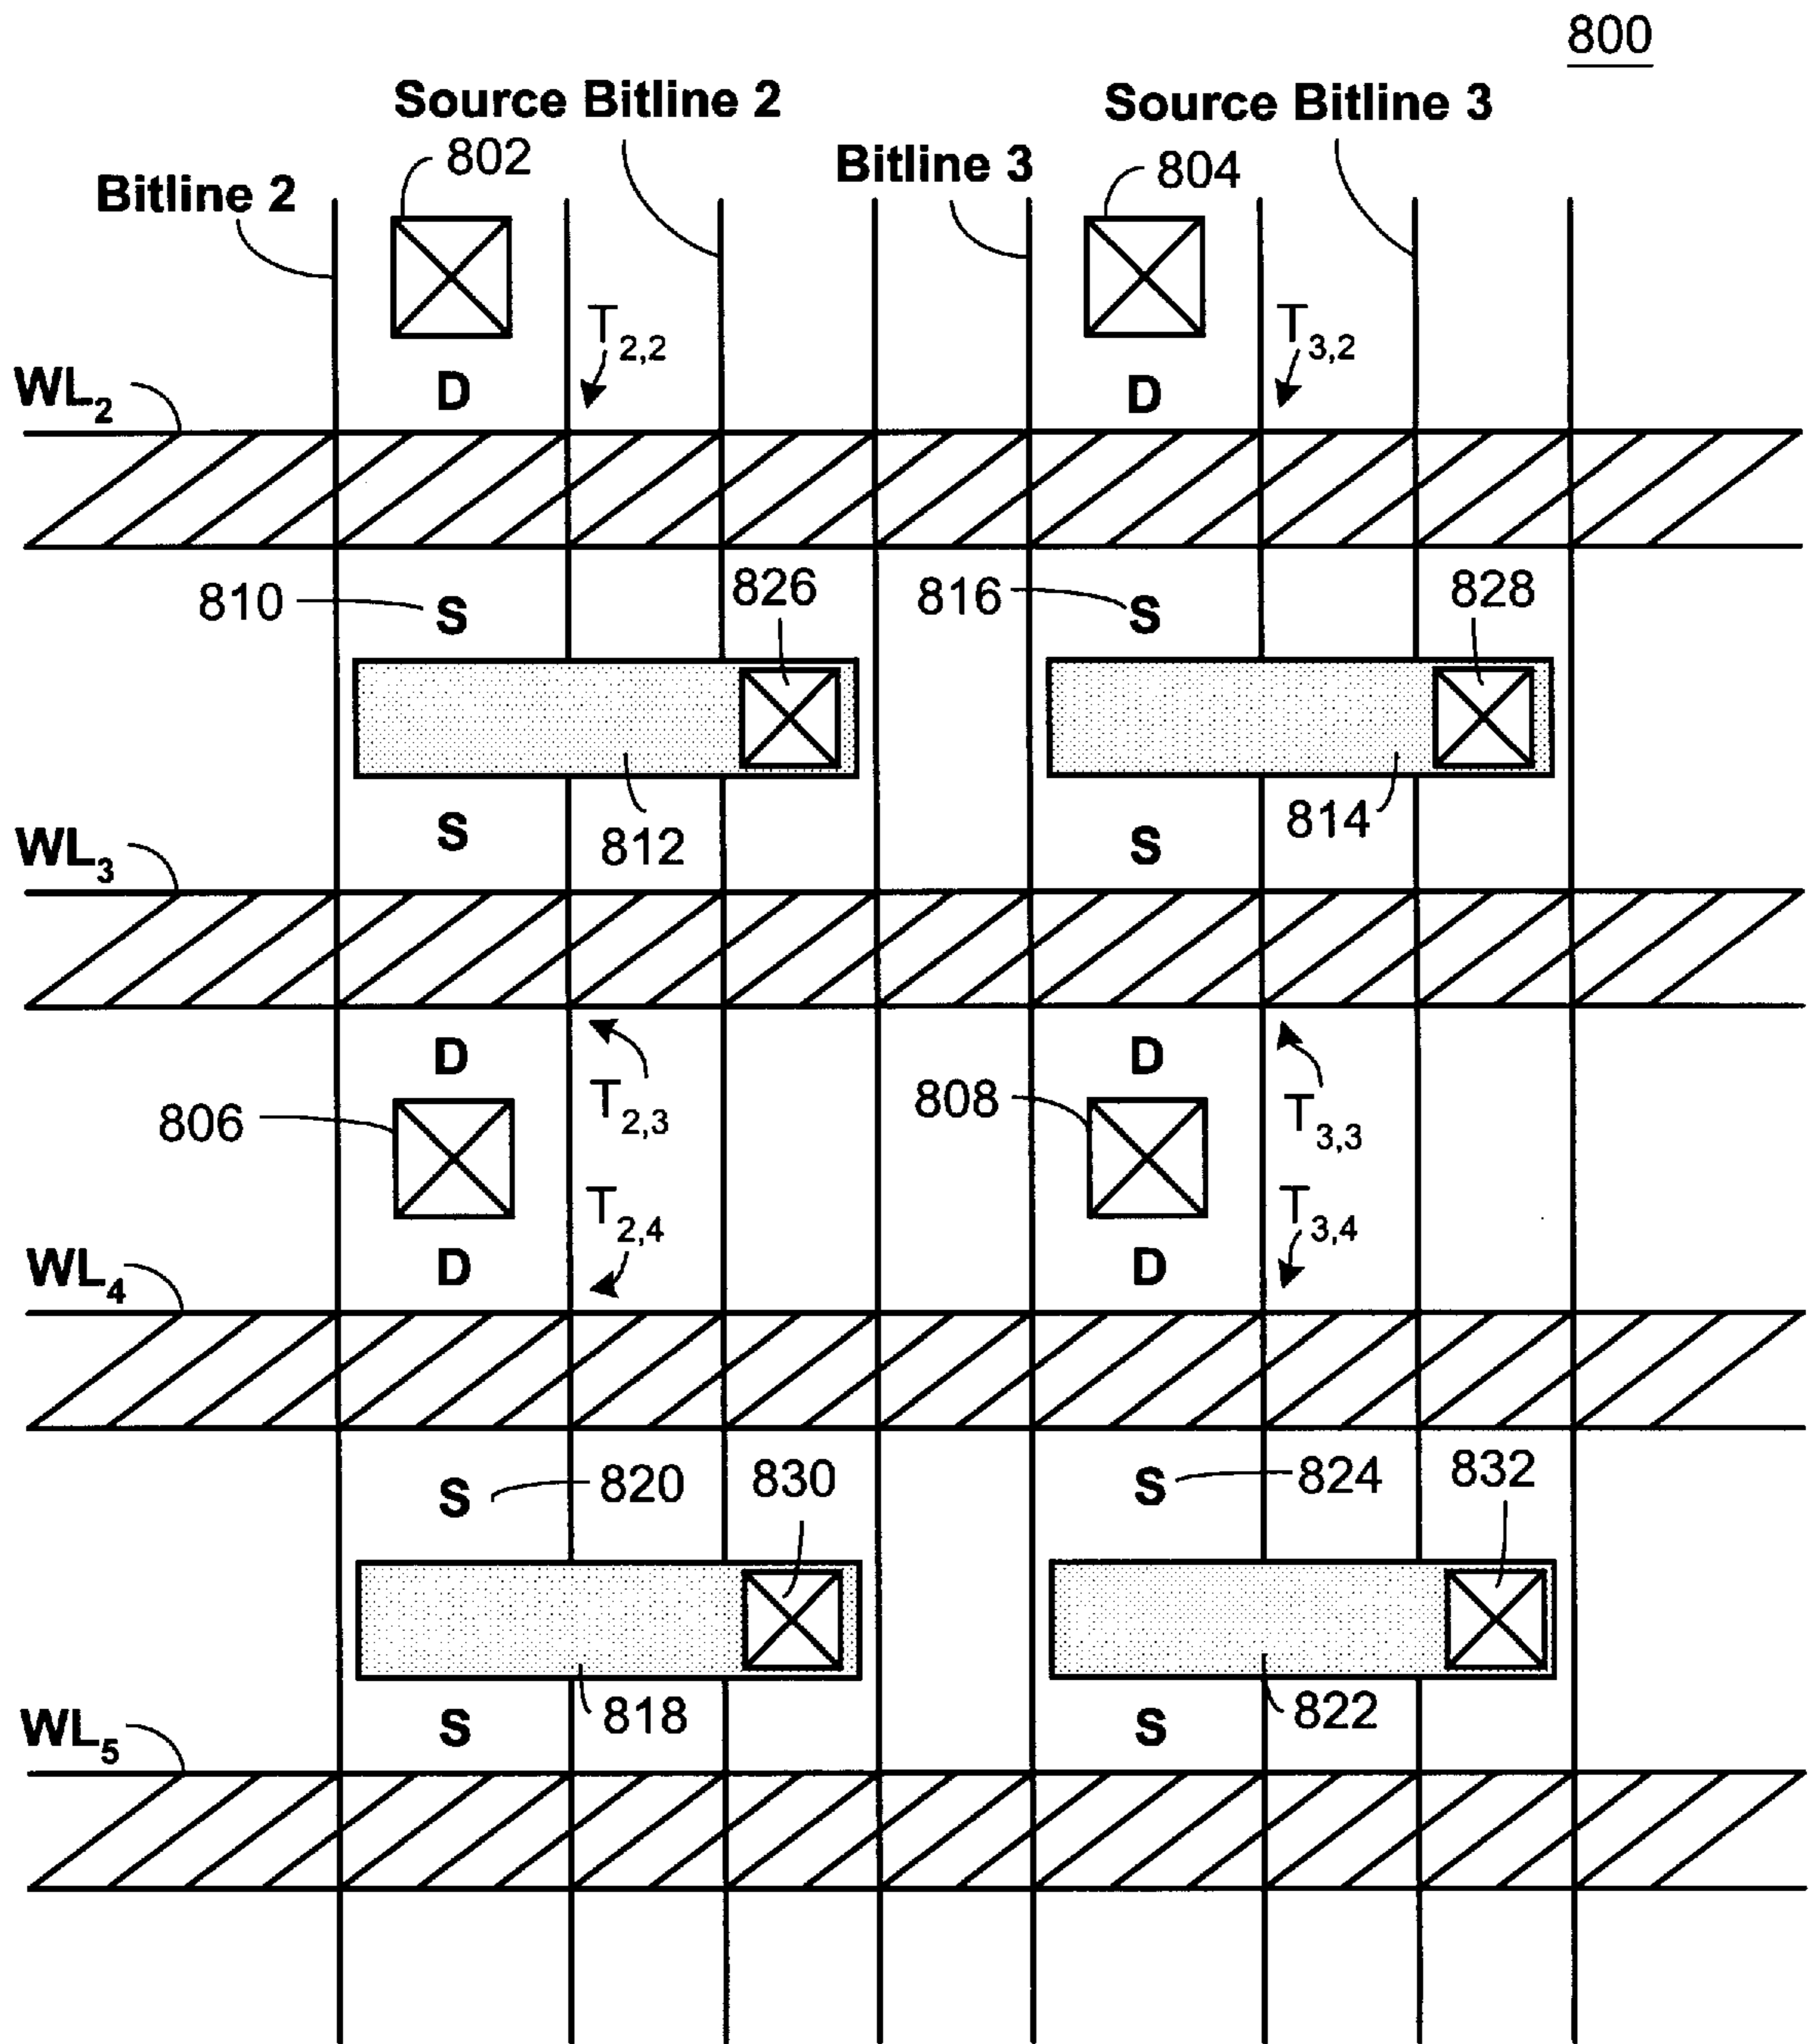 800
Source Bitline 2
Source Bitline 3
802
Bitline 3
804
Bitline 2
T2,2
T3,2
WL2
D
D
810
S
826
816
S
828
812
814
WL3
S
S
D
D
806
T2,3
808
T3,3
T2,4
T3,4
WL4
D
D
S
820
830
S
824
832
818
822
WL5
S
S